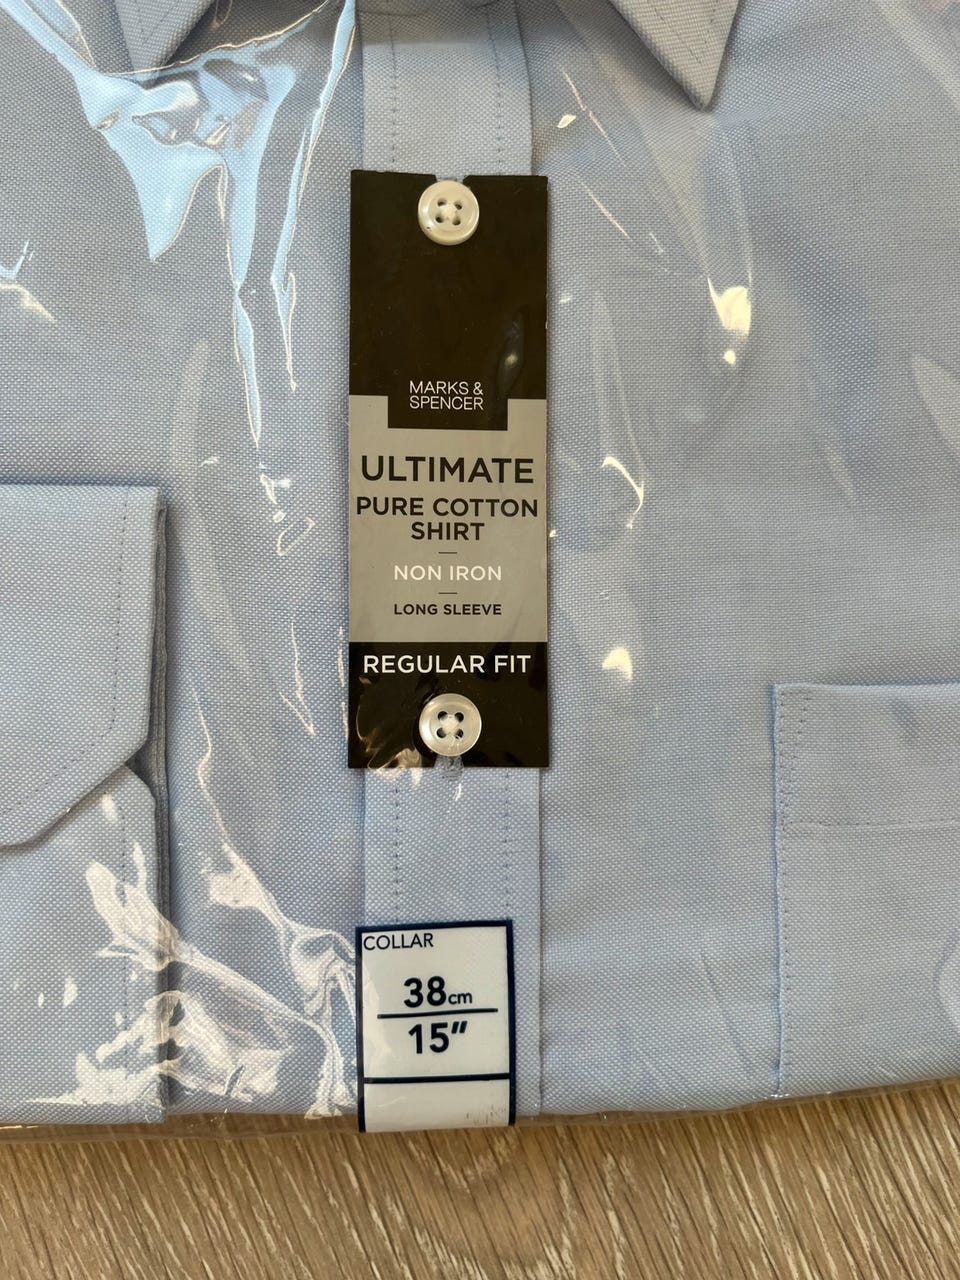 MARKS &
SPENCER
ULTIMATE
PURE COTTON
SHIRT
NON IRON
LONG SLEEVE
REGULAR FIT
COLLAR
38cm
15"